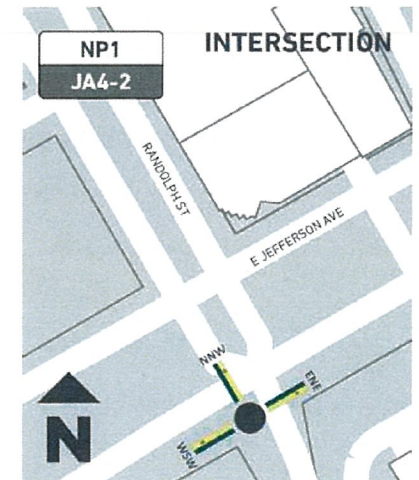 NP1
JA4-2
INTERSECTION
RANDOLPH ST
E JEFFERSON AVE
NNW
ENE
WSW
N